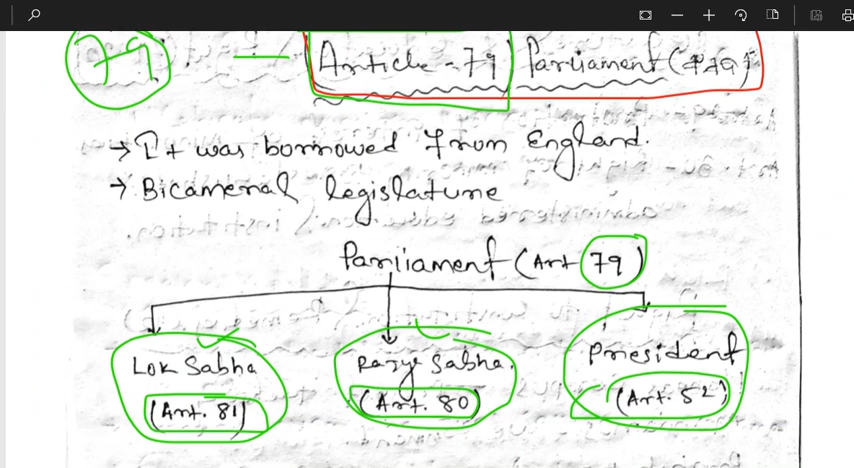 79 — Article - 79 Parliament (संसद)
→ It was borrowed from England.
→ Bicameral legislature
Parliament (Art 79)
Lok Sabha Rajya Sabha. President
(Art. 81) (Art. 80) (Art. 52)